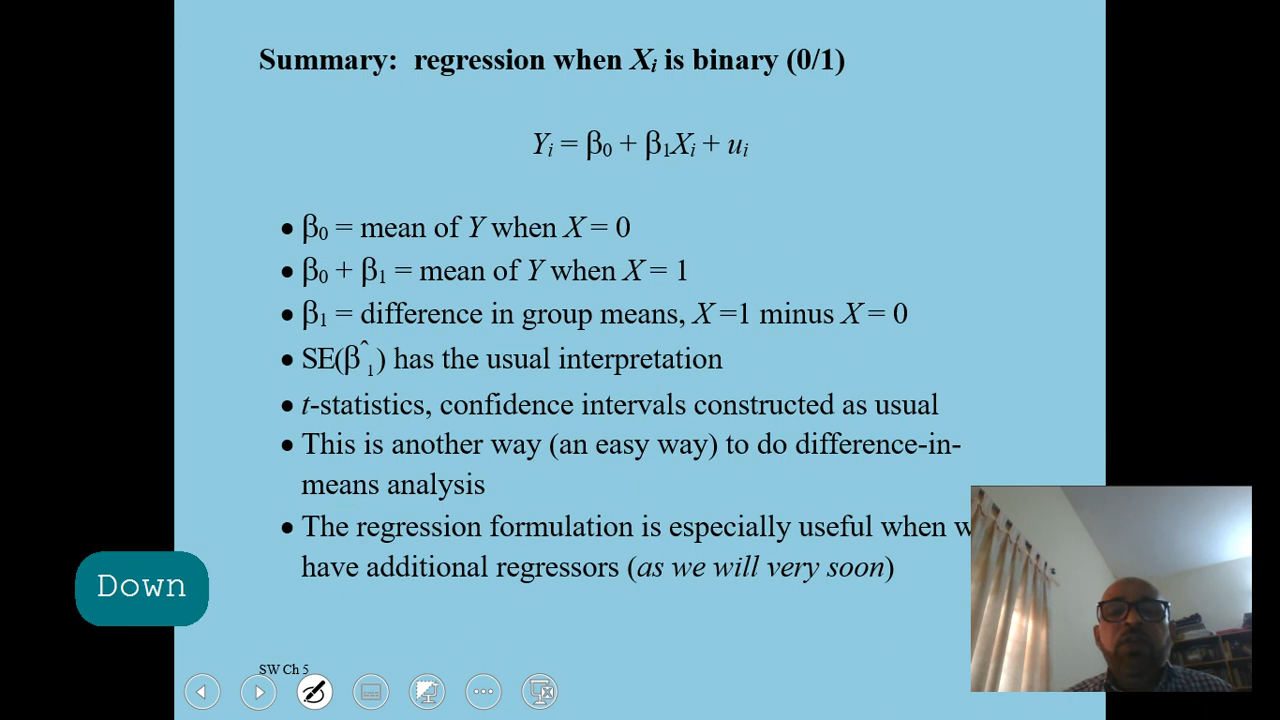 Summary: regression when Xᵢ is binary (0/1)
Yᵢ = β₀ + β₁Xᵢ + uᵢ
• β₀ = mean of Y when X = 0
• β₀ + β₁ = mean of Y when X = 1
• β₁ = difference in group means, X =1 minus X = 0
• SE(β̂₁) has the usual interpretation
• t-statistics, confidence intervals constructed as usual
• This is another way (an easy way) to do difference-in-
means analysis
• The regression formulation is especially useful when
have additional regressors (as we will very soon)
Down
SW Ch 5